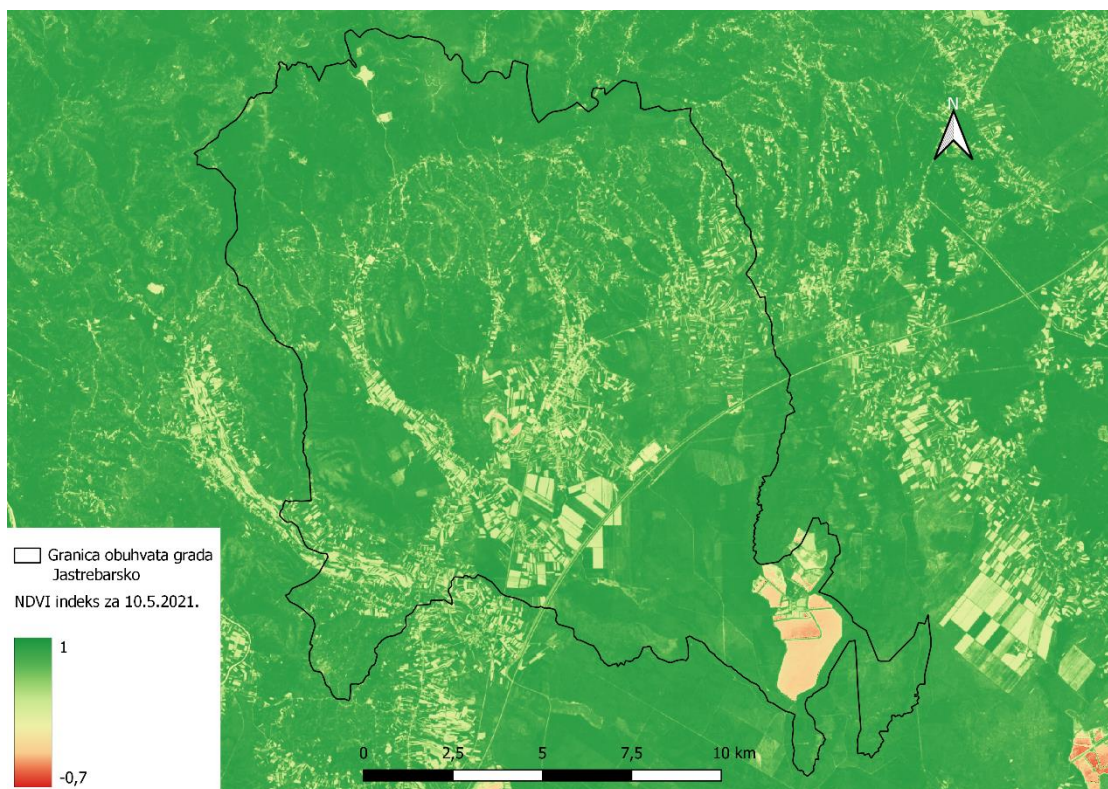 N
Granica obuhvata grada
Jastrebarsko
NDVI indeks za 10.5.2021.
1
-0,7
0 2,5 5 7,5 10 km